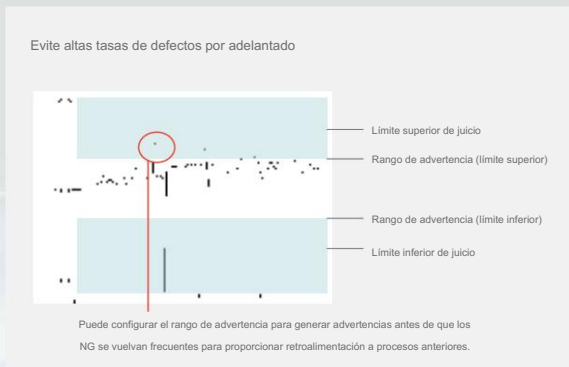 Evite altas tasas de defectos por adelantado
Límite superior de juicio
Rango de advertencia (límite superior)
Rango de advertencia (límite inferior)
Límite inferior de juicio
Puede configurar el rango de advertencia para generar advertencias antes de que los
NG se vuelvan frecuentes para proporcionar retroalimentación a procesos anteriores.